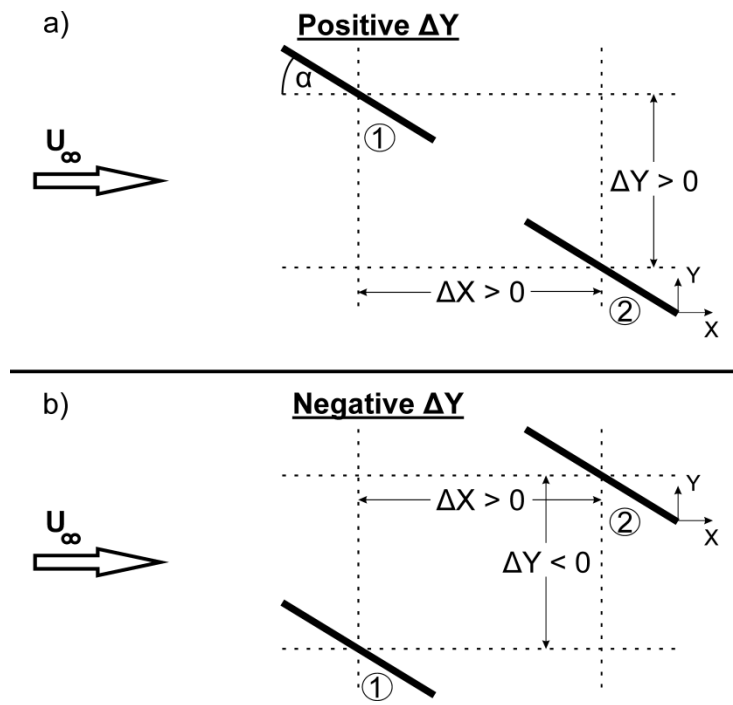 a)
Positive ΔY
α
①
U∞
ΔY > 0
ΔX > 0
Y
②
X
b)
Negative ΔY
Y
ΔX > 0
②
X
U∞
ΔY < 0
①